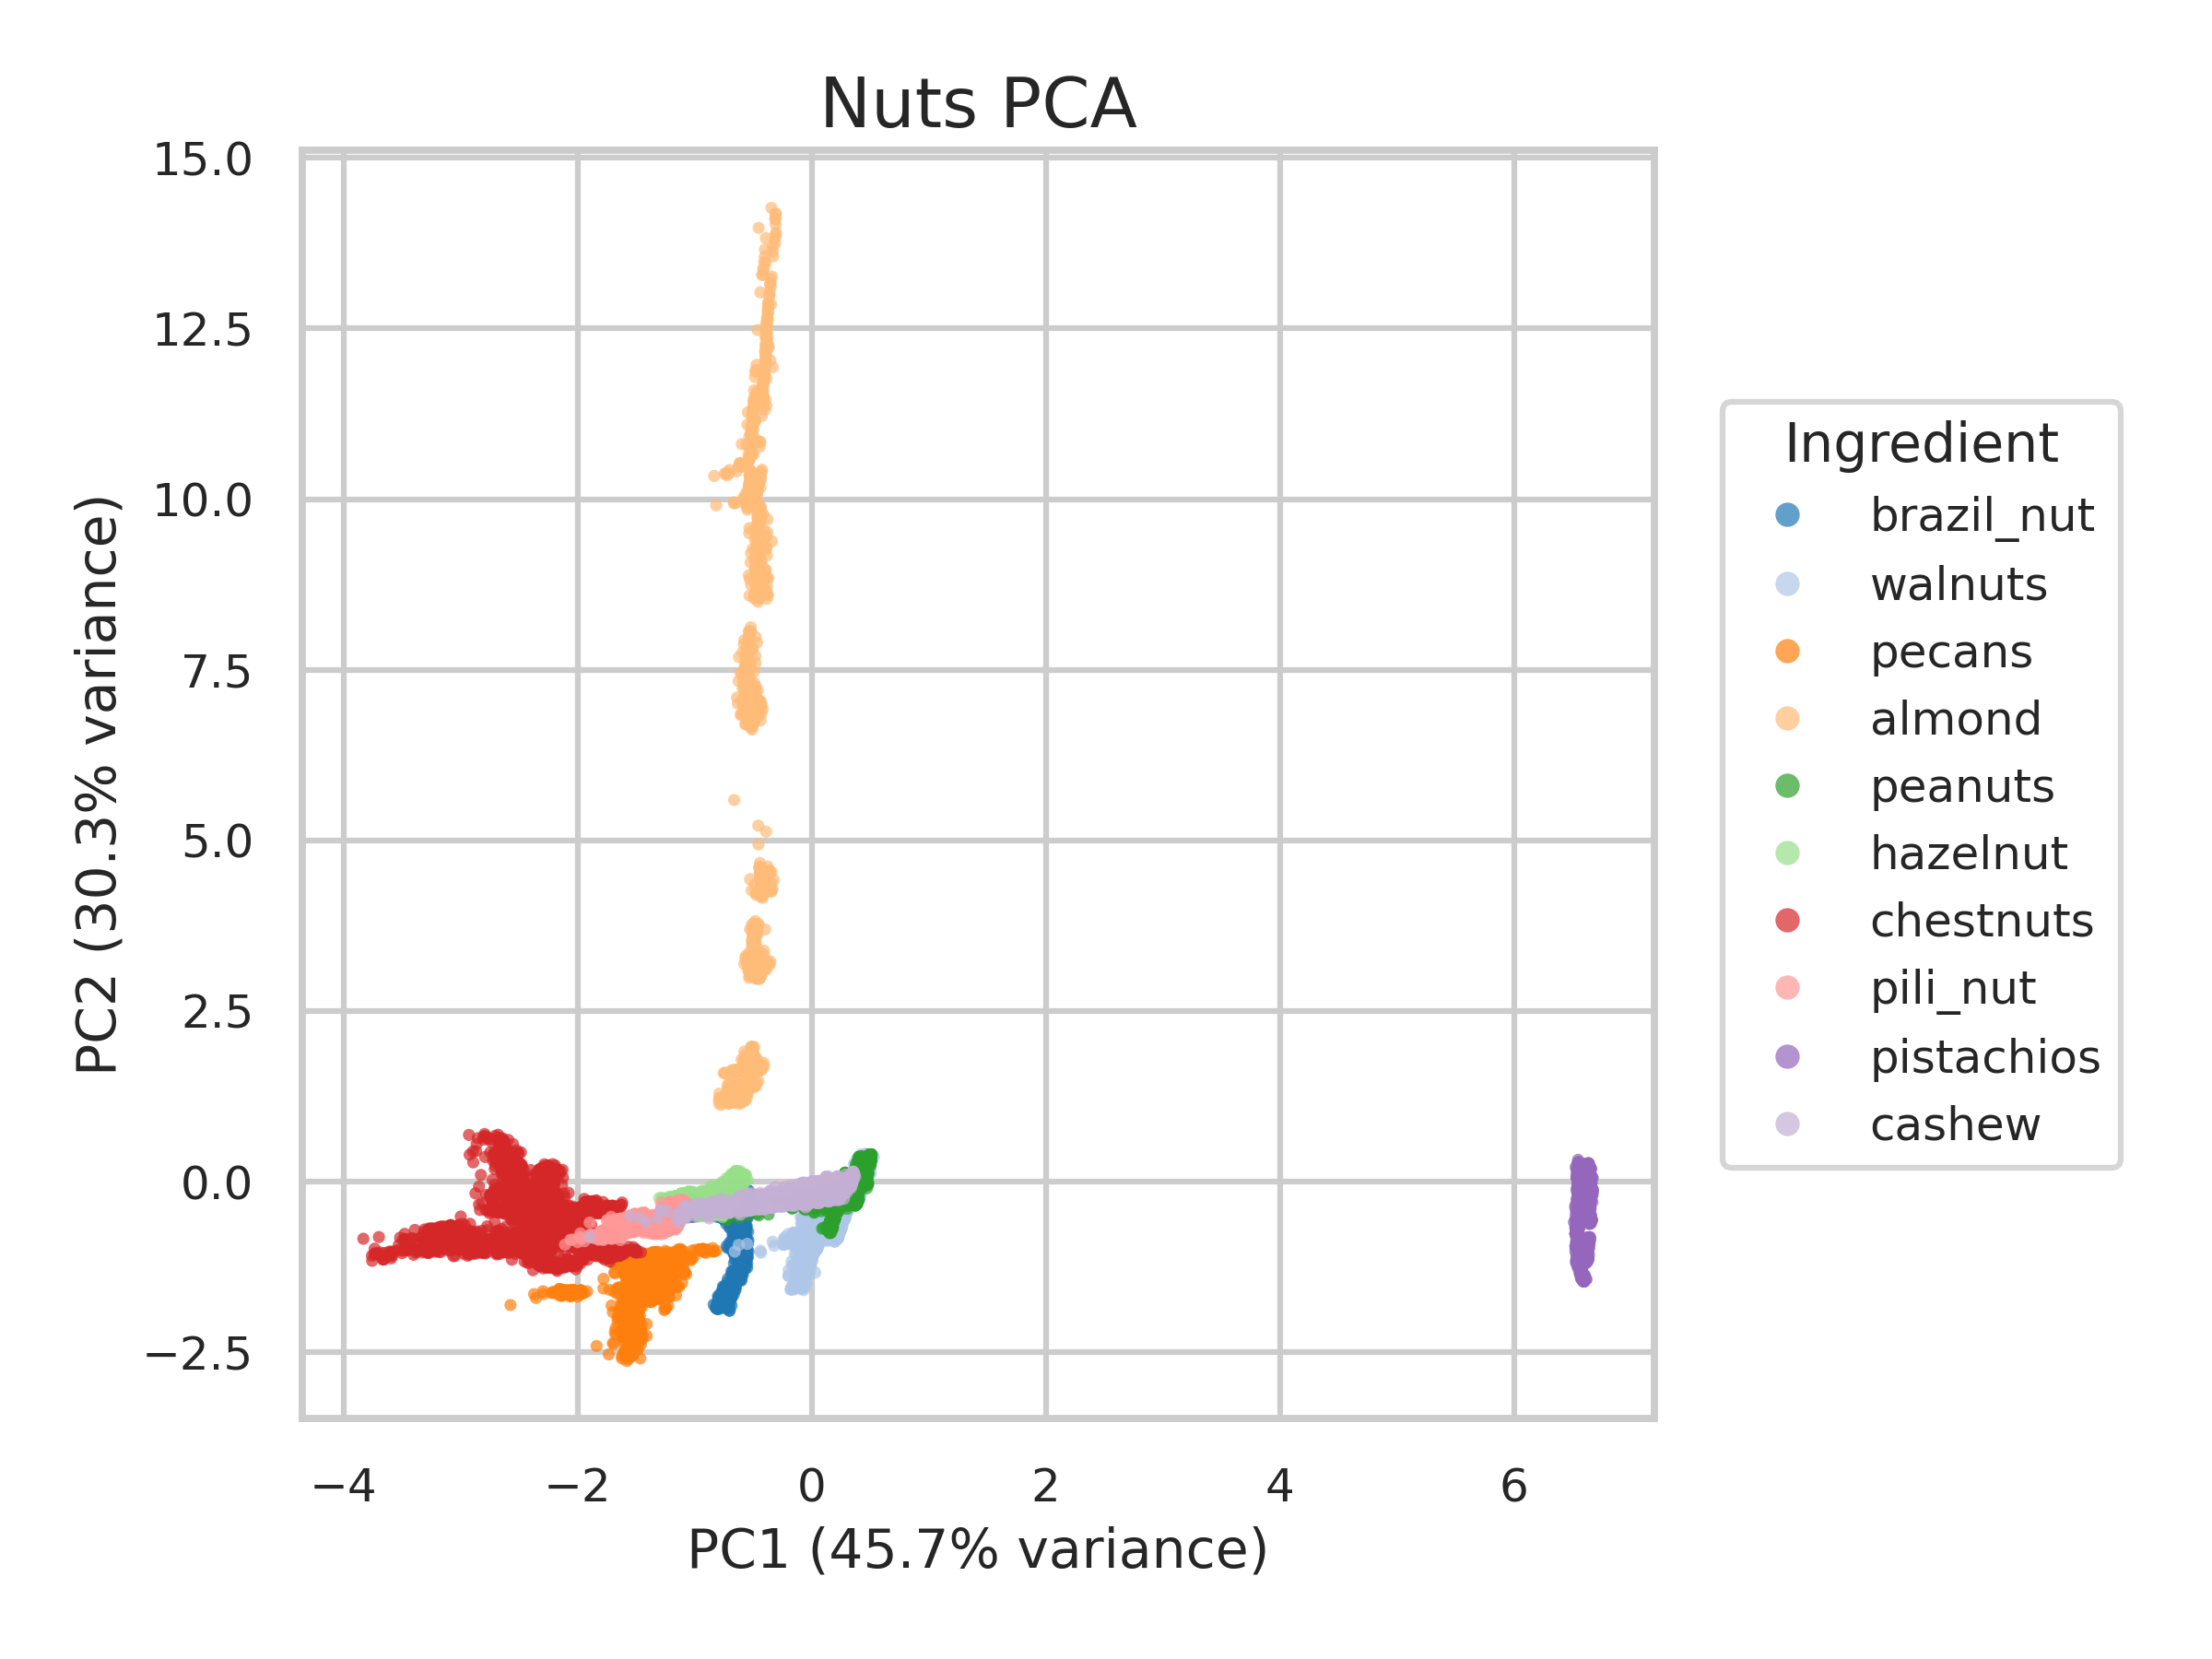 Nuts PCA
15.0
12.5
10.0
7.5
5.0
2.5
0.0
−2.5
PC2 (30.3% variance)
−4
−2
0
2
4
6
PC1 (45.7% variance)
Ingredient
brazil_nut
walnuts
pecans
almond
peanuts
hazelnut
chestnuts
pili_nut
pistachios
cashew